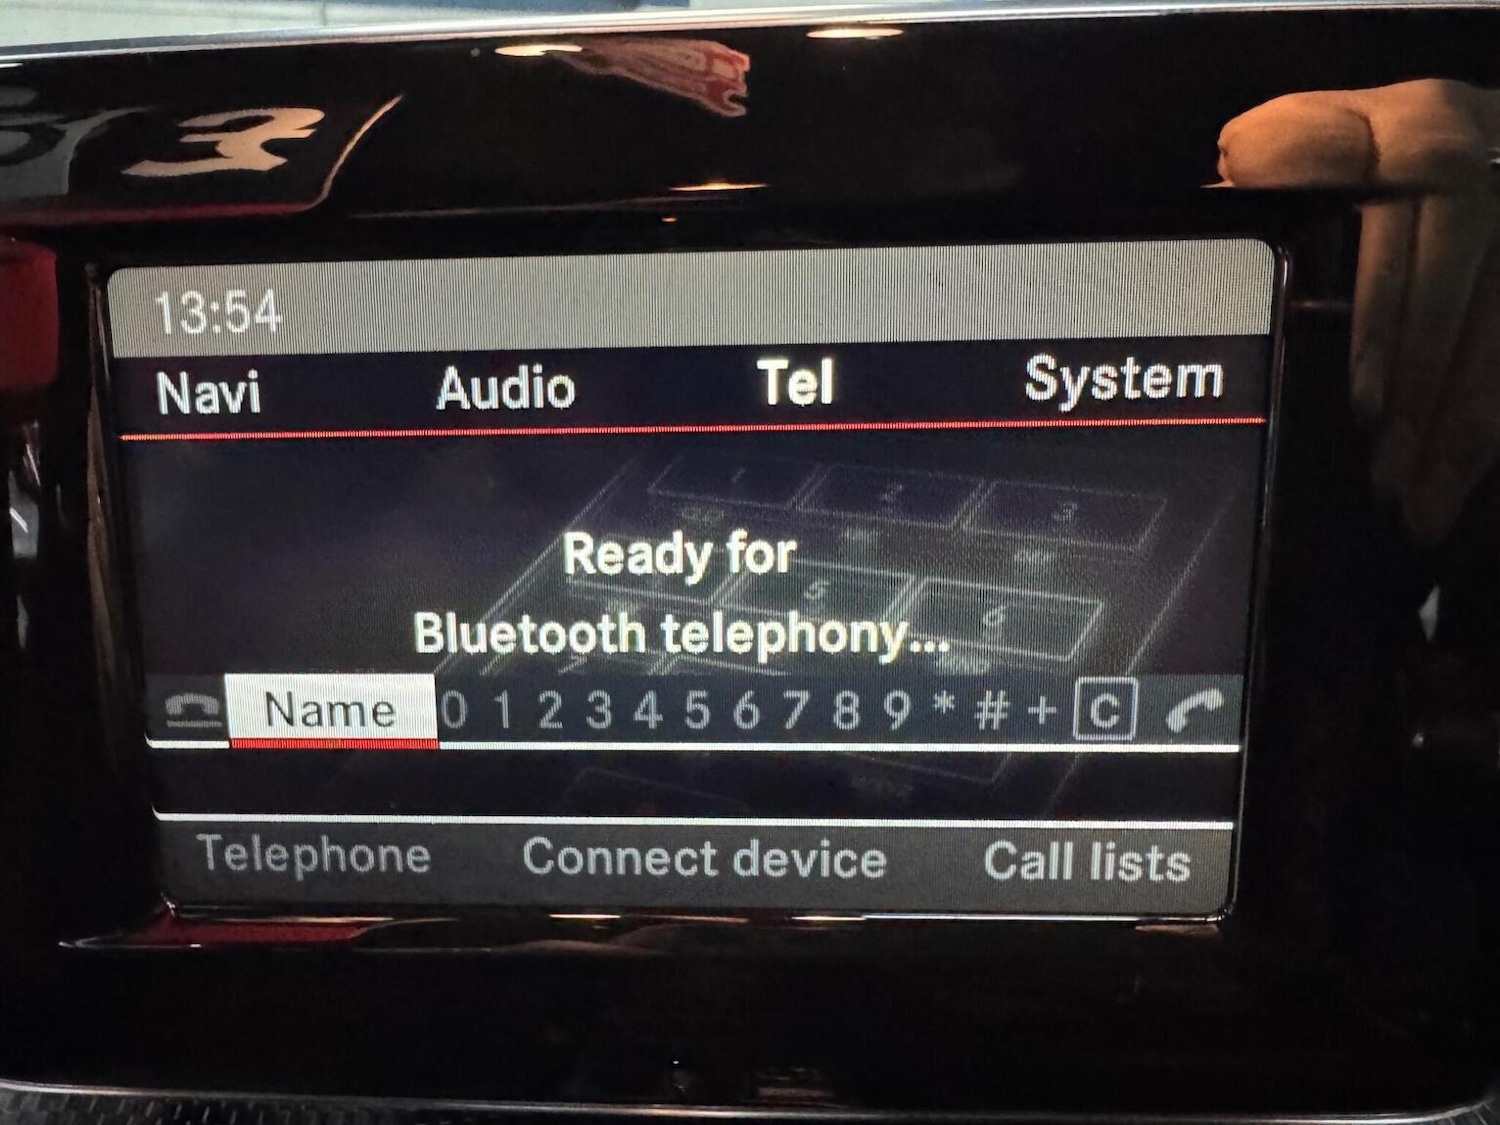 13:54
Navi Audio Tel System
Ready for
Bluetooth telephony...
Name 0 1 2 3 4 5 6 7 8 9 * # + C
Telephone Connect device Call lists